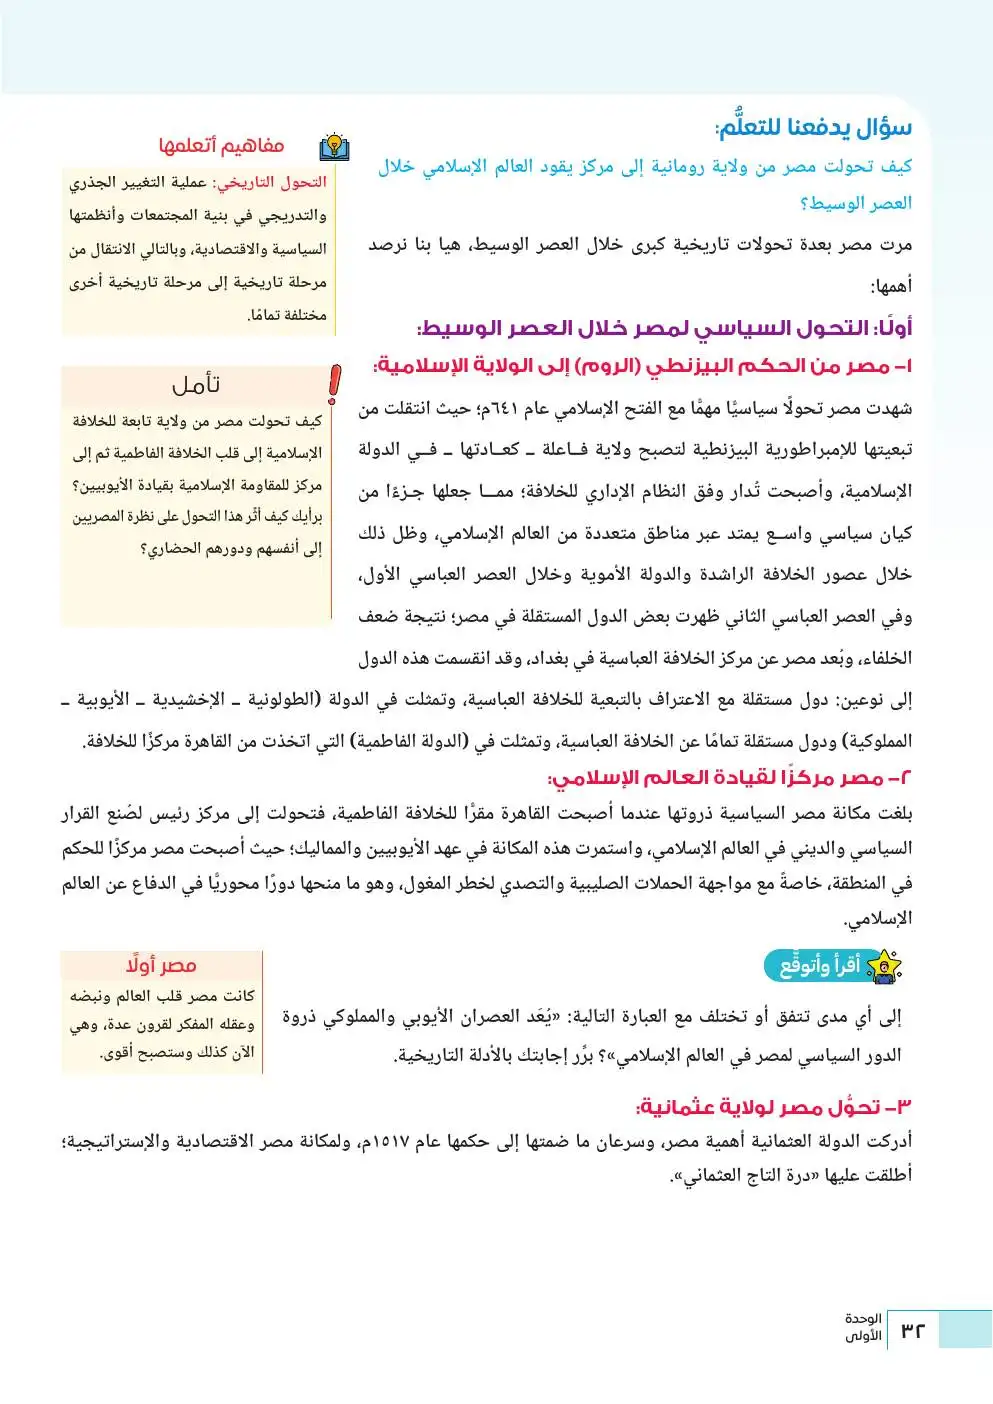 سؤال يدفعنا للتعلُّم:
كيف تحولت مصر من ولاية رومانية إلى مركز يقود العالم الإسلامي خلال
العصر الوسيط؟
مرت مصر بعدة تحولات تاريخية كبرى خلال العصر الوسيط، هيا بنا نرصد
أهمها:
مفاهيم أتعلمها
التحول التاريخي: عملية التغيير الجذري
والتدريجي في بنية المجتمعات وأنظمتها
السياسية والاقتصادية، وبالتالي الانتقال من
مرحلة تاريخية إلى مرحلة تاريخية أخرى
مختلفة تمامًا.
أولًا: التحول السياسي لمصر خلال العصر الوسيط:
١- مصر من الحكم البيزنطي (الروم) إلى الولاية الإسلامية:
شهدت مصر تحولًا سياسيًّا مهمًّا مع الفتح الإسلامي عام ٦٤١م؛ حيث انتقلت من
تبعيتها للإمبراطورية البيزنطية لتصبح ولاية فــاعلة ـ كعــادتها ـ فــي الدولة
الإسلامية، وأصبحت تُدار وفق النظام الإداري للخلافة؛ ممــا جعلها جـزءًا من
كيان سياسي واســع يمتد عبر مناطق متعددة من العالم الإسلامي، وظل ذلك
خلال عصور الخلافة الراشدة والدولة الأموية وخلال العصر العباسي الأول،
وفي العصر العباسي الثاني ظهرت بعض الدول المستقلة في مصر؛ نتيجة ضعف
الخلفاء، وبُعد مصر عن مركز الخلافة العباسية في بغداد، وقد انقسمت هذه الدول
إلى نوعين: دول مستقلة مع الاعتراف بالتبعية للخلافة العباسية، وتمثلت في الدولة (الطولونية ـ الإخشيدية ـ الأيوبية ـ
المملوكية) ودول مستقلة تمامًا عن الخلافة العباسية، وتمثلت في (الدولة الفاطمية) التي اتخذت من القاهرة مركزًا للخلافة.
تأمل
كيف تحولت مصر من ولاية تابعة للخلافة
الإسلامية إلى قلب الخلافة الفاطمية ثم إلى
مركز للمقاومة الإسلامية بقيادة الأيوبيين؟
برأيك كيف أثّر هذا التحول على نظرة المصريين
إلى أنفسهم ودورهم الحضاري؟
٢- مصر مركزًا لقيادة العالم الإسلامي:
بلغت مكانة مصر السياسية ذروتها عندما أصبحت القاهرة مقرًّا للخلافة الفاطمية، فتحولت إلى مركز رئيس لصُنع القرار
السياسي والديني في العالم الإسلامي، واستمرت هذه المكانة في عهد الأيوبيين والمماليك؛ حيث أصبحت مصر مركزًا للحكم
في المنطقة، خاصةً مع مواجهة الحملات الصليبية والتصدي لخطر المغول، وهو ما منحها دورًا محوريًّا في الدفاع عن العالم
الإسلامي.
أقرأ وأتوقَّع
إلى أي مدى تتفق أو تختلف مع العبارة التالية: «يُعَد العصران الأيوبي والمملوكي ذروة
الدور السياسي لمصر في العالم الإسلامي»؟ برِّر إجابتك بالأدلة التاريخية.
مصر أولًا
كانت مصر قلب العالم ونبضه
وعقله المفكر لقرون عدة، وهي
الآن كذلك وستصبح أقوى.
٣- تحوُّل مصر لولاية عثمانية:
أدركت الدولة العثمانية أهمية مصر، وسرعان ما ضمتها إلى حكمها عام ١٥١٧م، ولمكانة مصر الاقتصادية والإستراتيجية؛
أطلقت عليها «درة التاج العثماني».
٣٢
الوحدة
الأولى